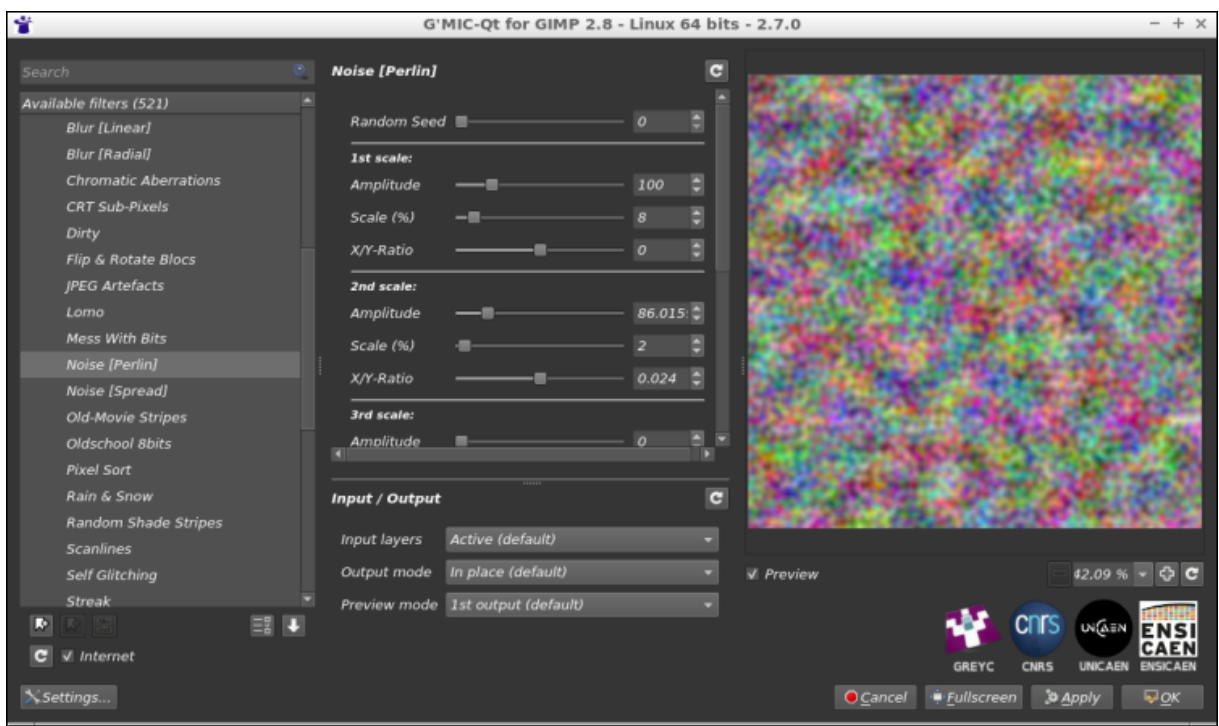 G'MIC-Qt for GIMP 2.8 - Linux 64 bits - 2.7.0
Search
Available filters (521)
Blur [Linear]
Blur [Radial]
Chromatic Aberrations
CRT Sub-Pixels
Dirty
Flip & Rotate Blocs
JPEG Artefacts
Lomo
Mess With Bits
Noise [Perlin]
Noise [Spread]
Old-Movie Stripes
Oldschool 8bits
Pixel Sort
Rain & Snow
Random Shade Stripes
Scanlines
Self Glitching
Streak
Internet
Settings...
Noise [Perlin]
Random Seed 0
1st scale:
Amplitude 100
Scale (%) 8
X/Y-Ratio 0
2nd scale:
Amplitude 86.015
Scale (%) 2
X/Y-Ratio 0.024
3rd scale:
Amplitude 0
Input / Output
Input layers Active (default)
Output mode In place (default)
Preview mode 1st output (default)
Preview
42.09 %
cnrs
UNICAEN
ENSI
CAEN
GREYC CNRS UNICAEN ENSICAEN
Cancel Fullscreen Apply OK